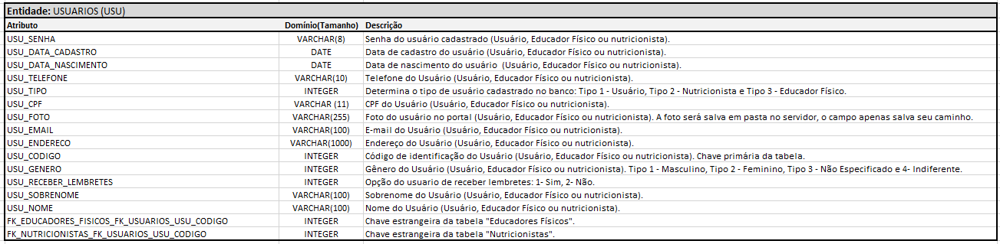 Entidade: USUARIOS (USU)
Atributo Domínio(Tamanho) Descrição
USU_SENHA VARCHAR(8) Senha do usuário cadastrado (Usuário, Educador Físico ou nutricionista).
USU_DATA_CADASTRO DATE Data de cadastro do usuário (Usuário, Educador Físico ou nutricionista).
USU_DATA_NASCIMENTO DATE Data de nascimento do usuário (Usuário, Educador Físico ou nutricionista).
USU_TELEFONE VARCHAR(10) Telefone do Usuário (Usuário, Educador Físico ou nutricionista).
USU_TIPO INTEGER Determina o tipo de usuário cadastrado no banco: Tipo 1 - Usuário, Tipo 2 - Nutricionista e Tipo 3 - Educador Físico.
USU_CPF VARCHAR (11) CPF do Usuário (Usuário, Educador Físico ou nutricionista).
USU_FOTO VARCHAR(255) Foto do usuário no portal (Usuário, Educador Físico ou nutricionista). A foto será salva em pasta no servidor, o campo apenas salva seu caminho.
USU_EMAIL VARCHAR(100) E-mail do Usuário (Usuário, Educador Físico ou nutricionista).
USU_ENDERECO VARCHAR(1000) Endereço do Usuário (Usuário, Educador Físico ou nutricionista).
USU_CODIGO INTEGER Código de identificação do Usuário (Usuário, Educador Físico ou nutricionista). Chave primária da tabela.
USU_GENERO INTEGER Gênero do Usuário (Usuário, Educador Físico ou nutricionista). Tipo 1 - Masculino, Tipo 2 - Feminino, Tipo 3 - Não Especificado e 4- Indiferente.
USU_RECEBER_LEMBRETES INTEGER Opção do usuario de receber lembretes: 1- Sim, 2- Não.
USU_SOBRENOME VARCHAR(100) Sobrenome do Usuário (Usuário, Educador Físico ou nutricionista).
USU_NOME VARCHAR(100) Nome do Usuário (Usuário, Educador Físico ou nutricionista).
FK_EDUCADORES_FISICOS_FK_USUARIOS_USU_CODIGO INTEGER Chave estrangeira da tabela "Educadores Físicos".
FK_NUTRICIONISTAS_FK_USUARIOS_USU_CODIGO INTEGER Chave estrangeira da tabela "Nutricionistas".